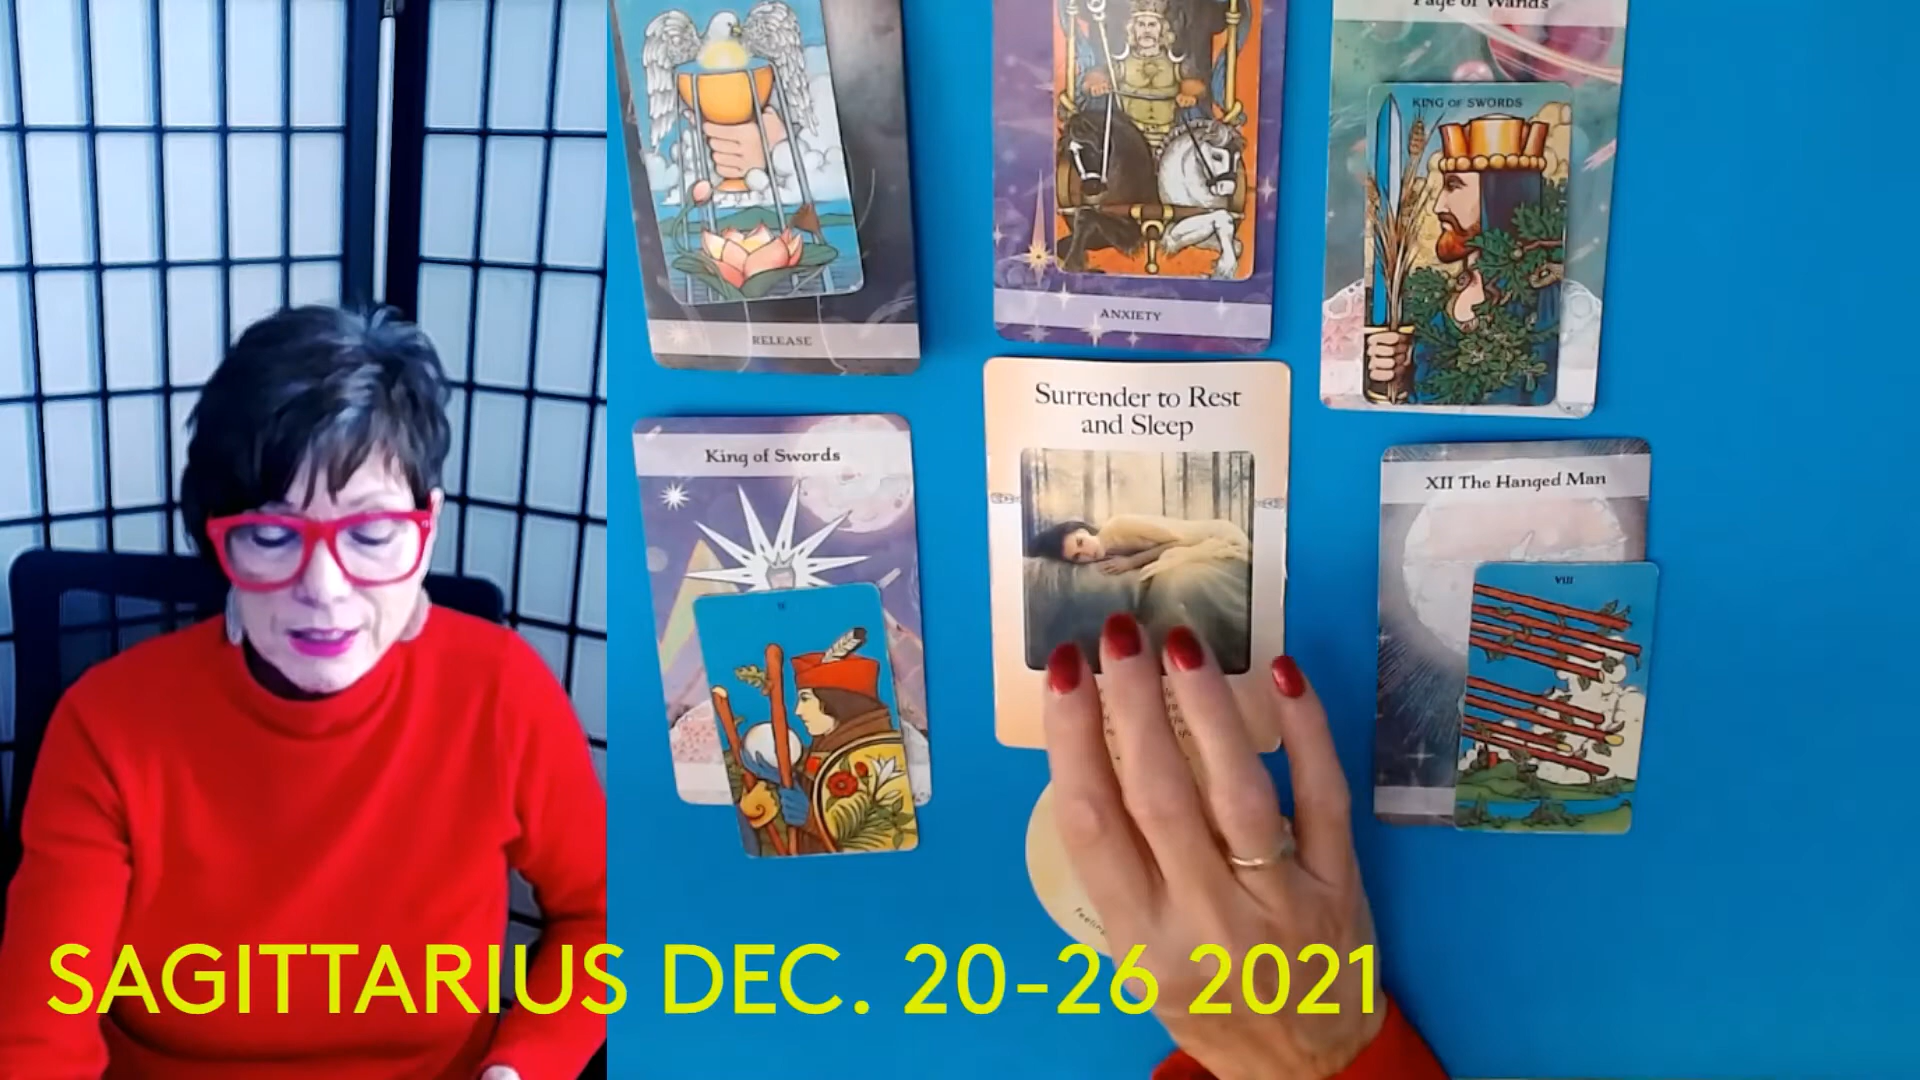 Page of Wands
KING OF SWORDS
RELEASE
ANXIETY
Surrender to Rest
and Sleep
King of Swords
XII The Hanged Man
VIII
SAGITTARIUS DEC. 20-26 2021